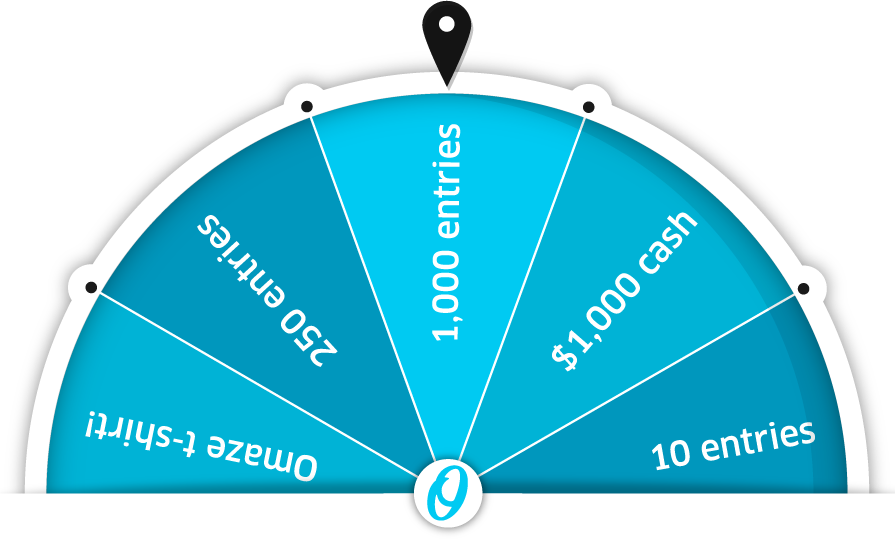 Omaze t-shirt!
250 entries
1,000 entries
$1,000 cash
10 entries
O